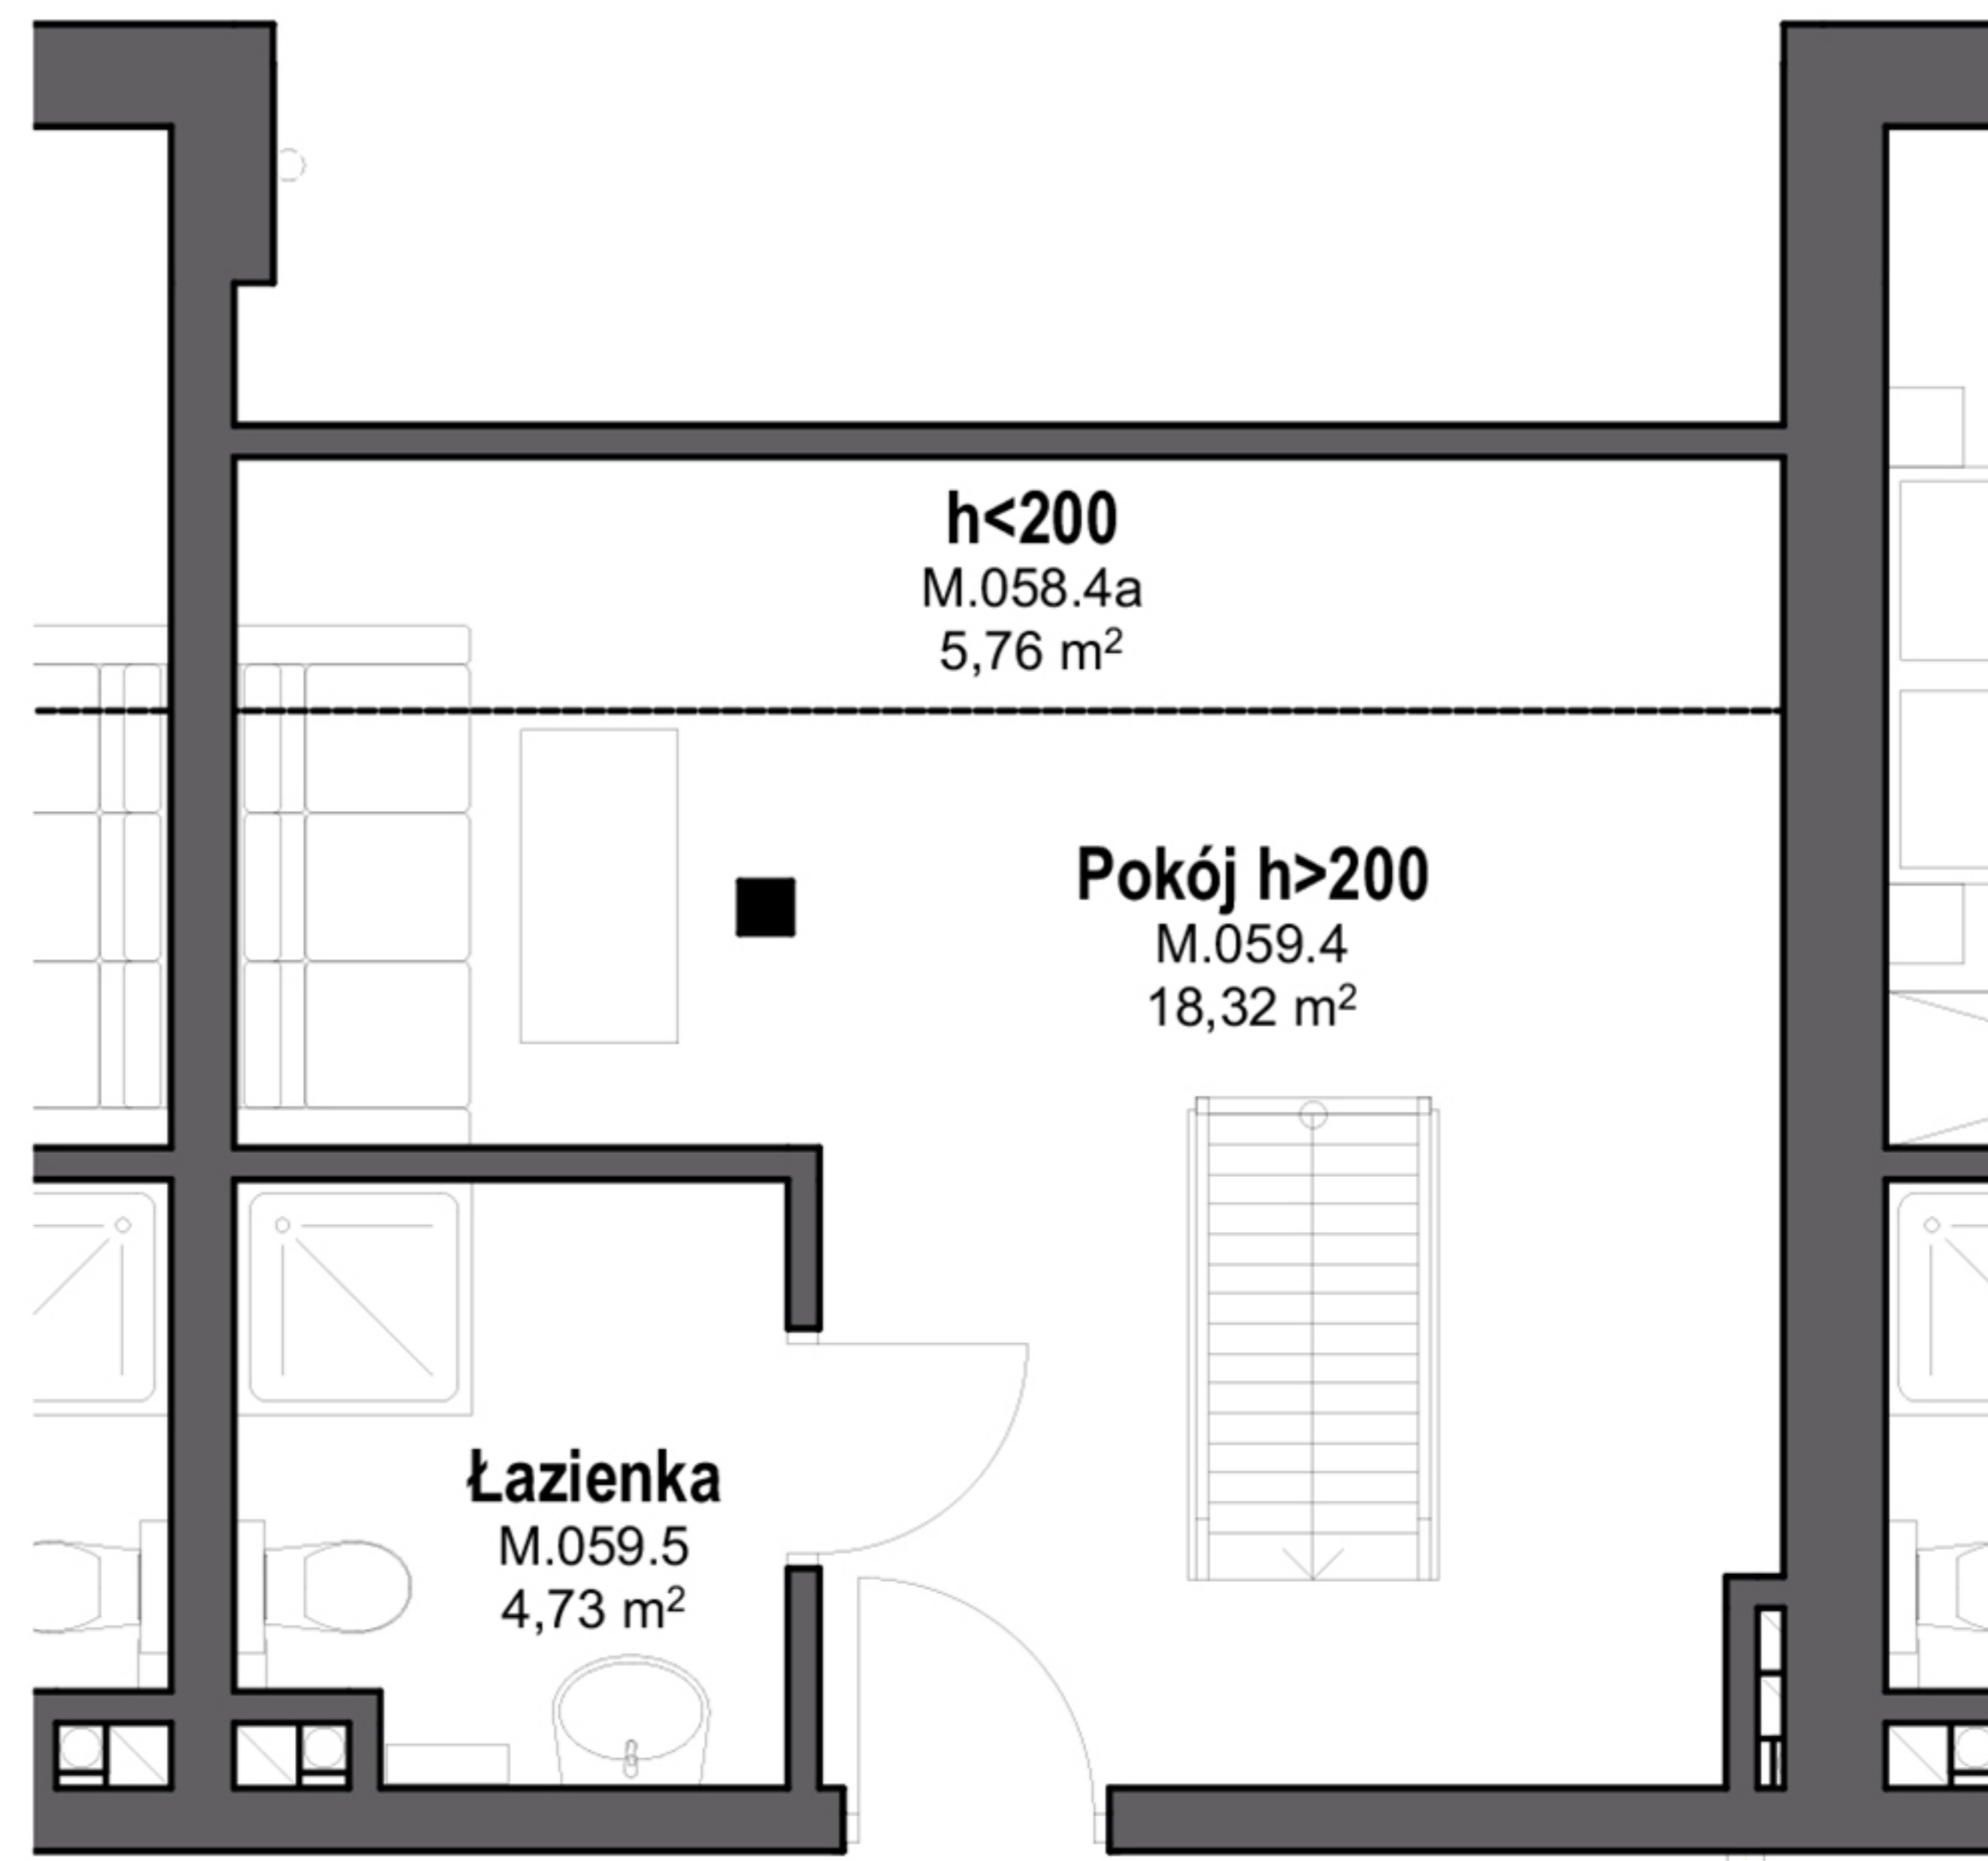 h<200
M.058.4a
5,76 m²
Pokój h>200
M.059.4
18,32 m²
Łazienka
M.059.5
4,73 m²